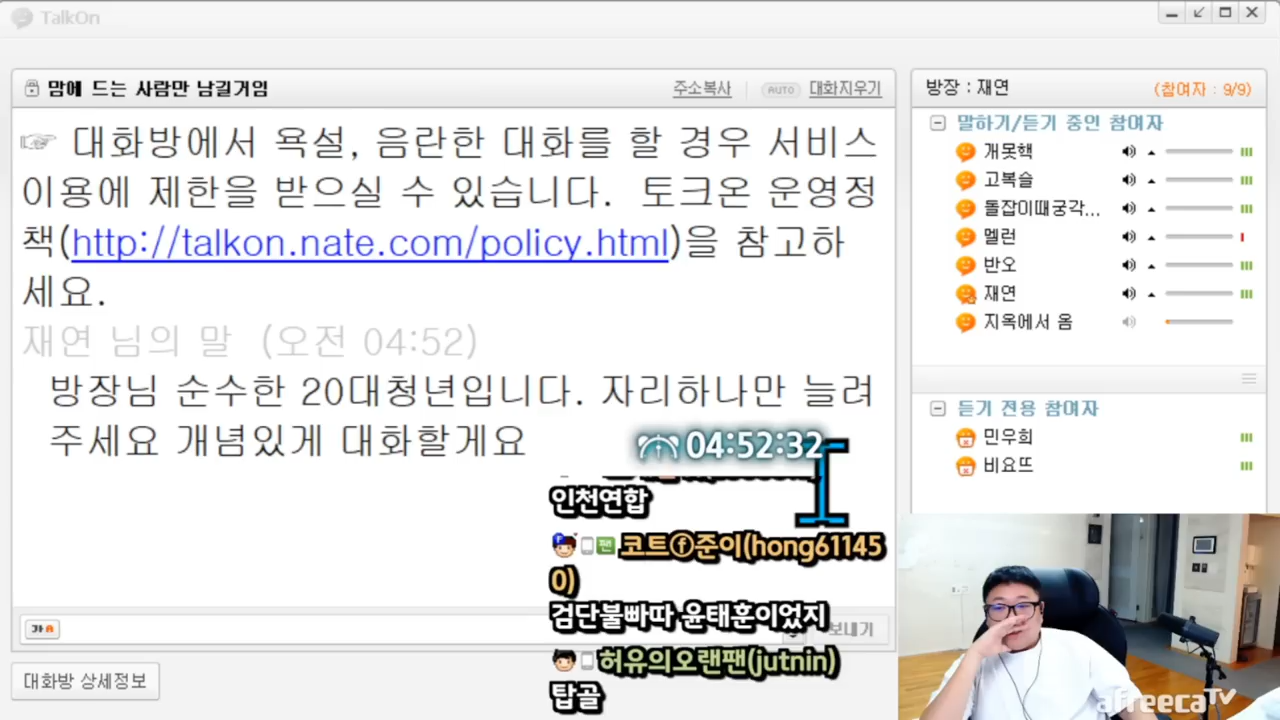 TalkOn
맘에 드는 사람만 남길거임
주소복사
AUTO
대화지우기
☞ 대화방에서 욕설, 음란한 대화를 할 경우 서비스
이용에 제한을 받으실 수 있습니다. 토크온 운영정
책(http://talkon.nate.com/policy.html)을 참고하
세요.
재연 님의 말 (오전 04:52)
방장님 순수한 20대청년입니다. 자리하나만 늘려
주세요 개념있게 대화할게요
04:52:32
인천연합
코트ⓕ준이(hong61145
0)
검단불빠따 윤태훈이었지
허유의오랜팬(jutnin)
탑골
가
보내기
대화방 상세정보
방장 : 재연
(참여자 : 9/9)
말하기/듣기 중인 참여자
개못핵
고복슬
돌잡이때궁각...
멜런
반오
재연
지옥에서 옴
듣기 전용 참여자
민우희
비요뜨
afreecaTV